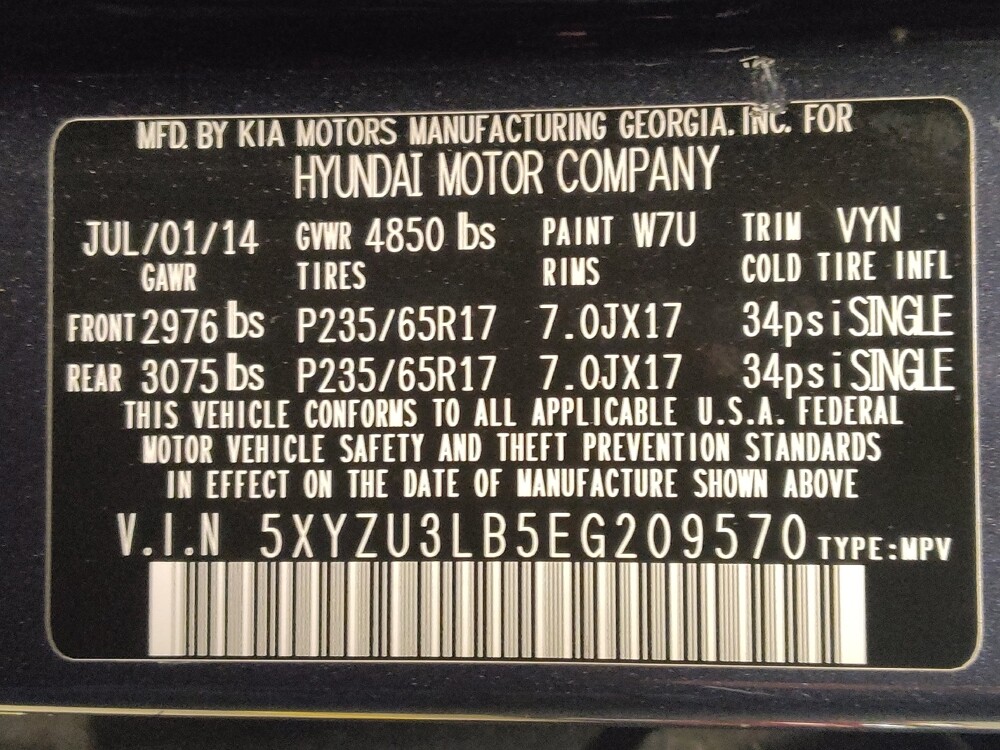 MFD. BY KIA MOTORS MANUFACTURING GEORGIA. INC. FOR
HYUNDAI MOTOR COMPANY
JUL/01/14 GVWR 4850 lbs PAINT W7U TRIM VYN
GAWR TIRES RIMS COLD TIRE INFL
FRONT 2976 lbs P235/65R17 7.0JX17 34psi SINGLE
REAR 3075 lbs P235/65R17 7.0JX17 34psi SINGLE
THIS VEHICLE CONFORMS TO ALL APPLICABLE U.S.A. FEDERAL
MOTOR VEHICLE SAFETY AND THEFT PREVENTION STANDARDS
IN EFFECT ON THE DATE OF MANUFACTURE SHOWN ABOVE
V.I.N 5XYZU3LB5EG209570 TYPE:MPV